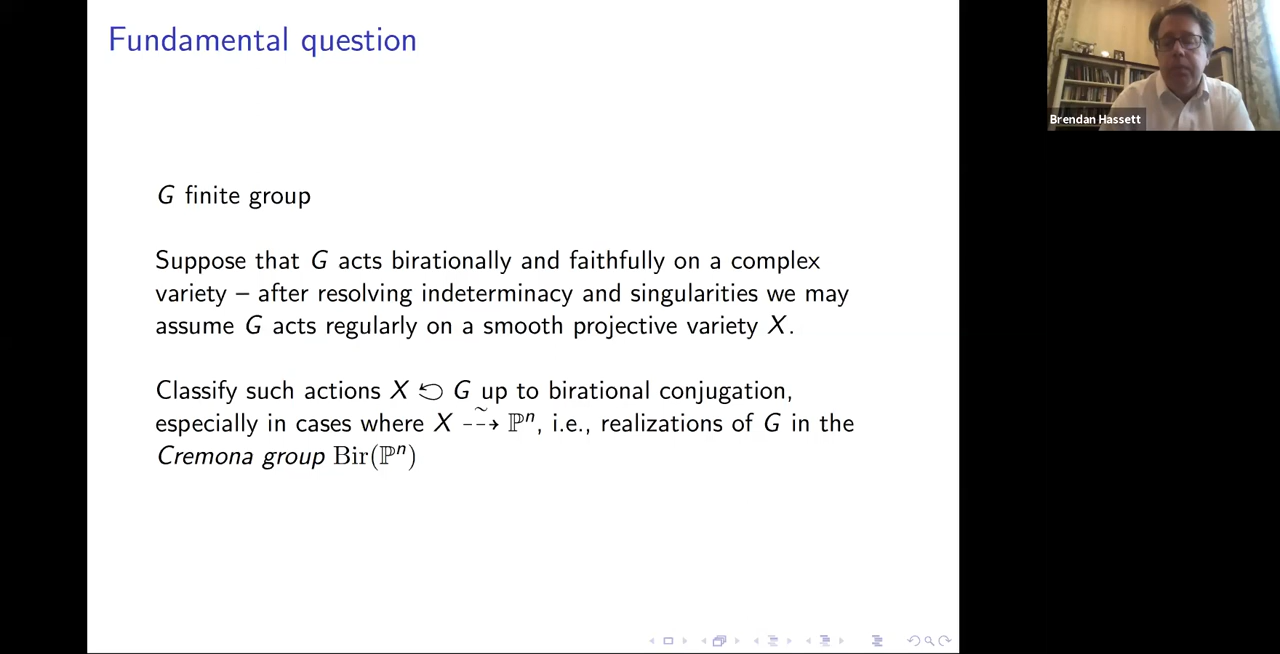 Fundamental question
Brendan Hassett
G finite group
Suppose that G acts birationally and faithfully on a complex
variety – after resolving indeterminacy and singularities we may
assume G acts regularly on a smooth projective variety X.
Classify such actions X ⟲ G up to birational conjugation,
especially in cases where X ⇢̃ ℙⁿ, i.e., realizations of G in the
Cremona group Bir(ℙⁿ)